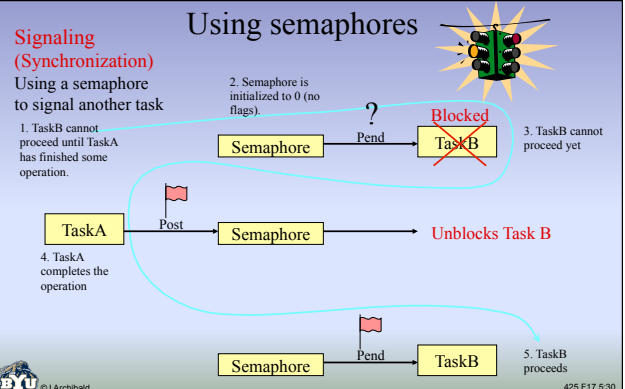 Using semaphores
Signaling
(Synchronization)
Using a semaphore
to signal another task
1. TaskB cannot
proceed until TaskA
has finished some
operation.
2. Semaphore is
initialized to 0 (no
flags).
?
Blocked
Semaphore
Pend
TaskB
3. TaskB cannot
proceed yet
TaskA
Post
Semaphore
Unblocks Task B
4. TaskA
completes the
operation
Semaphore
Pend
TaskB
5. TaskB
proceeds
BYU
© J Archibald
425 F17 5:30